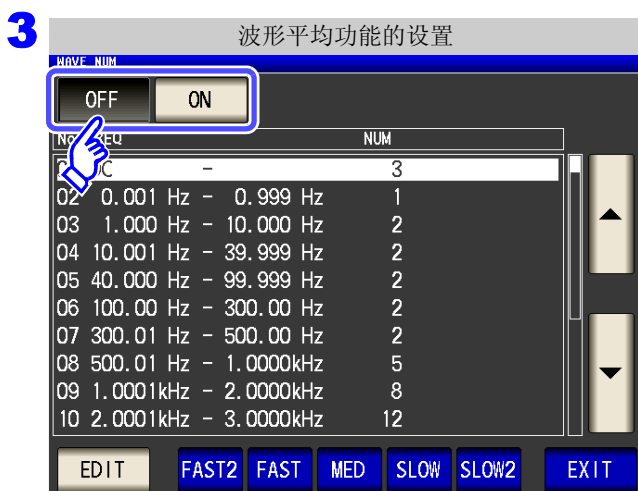 3
波形平均功能的设置
WAVE NUM
OFF ON
FREQ NUM
DC - 3
02 0.001 Hz - 0.999 Hz 1
03 1.000 Hz - 10.000 Hz 2
04 10.001 Hz - 39.999 Hz 2
05 40.000 Hz - 99.999 Hz 2
06 100.00 Hz - 300.00 Hz 2
07 300.01 Hz - 500.00 Hz 2
08 500.01 Hz - 1.0000kHz 5
09 1.0001kHz - 2.0000kHz 8
10 2.0001kHz - 3.0000kHz 12
EDIT FAST2 FAST MED SLOW SLOW2 EXIT